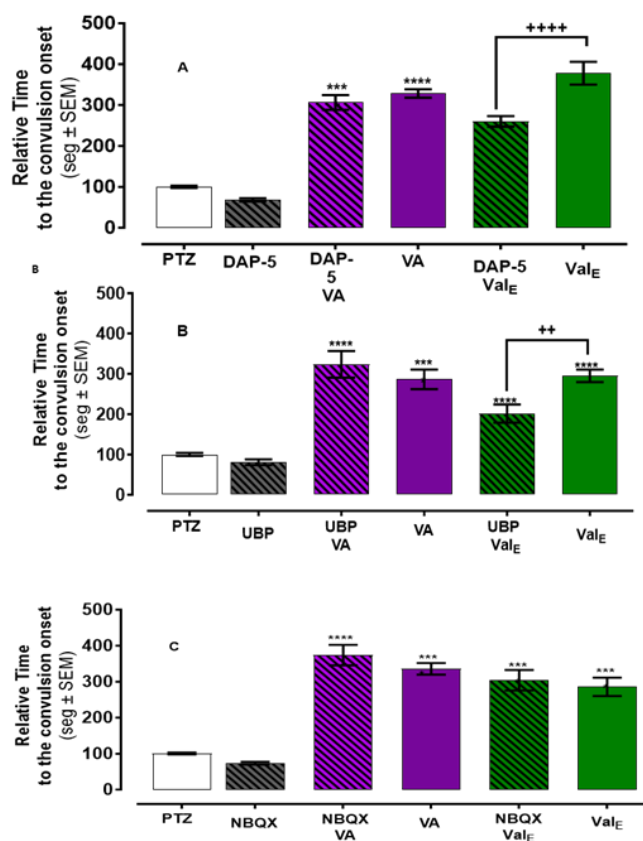 ++++
A
500
400
300
200
100
0
Relative Time
to the convulsion onset
(seg ± SEM)
***
****
PTZ
DAP-5
DAP-
5
VA
VA
DAP-5
ValE
ValE
B
B
500
400
300
200
100
0
Relative Time
to the convulsion onset
(seg ± SEM)
****
***
****
++
****
PTZ
UBP
UBP
VA
VA
UBP
ValE
ValE
C
500
400
300
200
100
0
Relative Time
to the convulsion onset
(seg ± SEM)
****
***
***
***
PTZ
NBQX
NBQX
VA
VA
NBQX
ValE
ValE